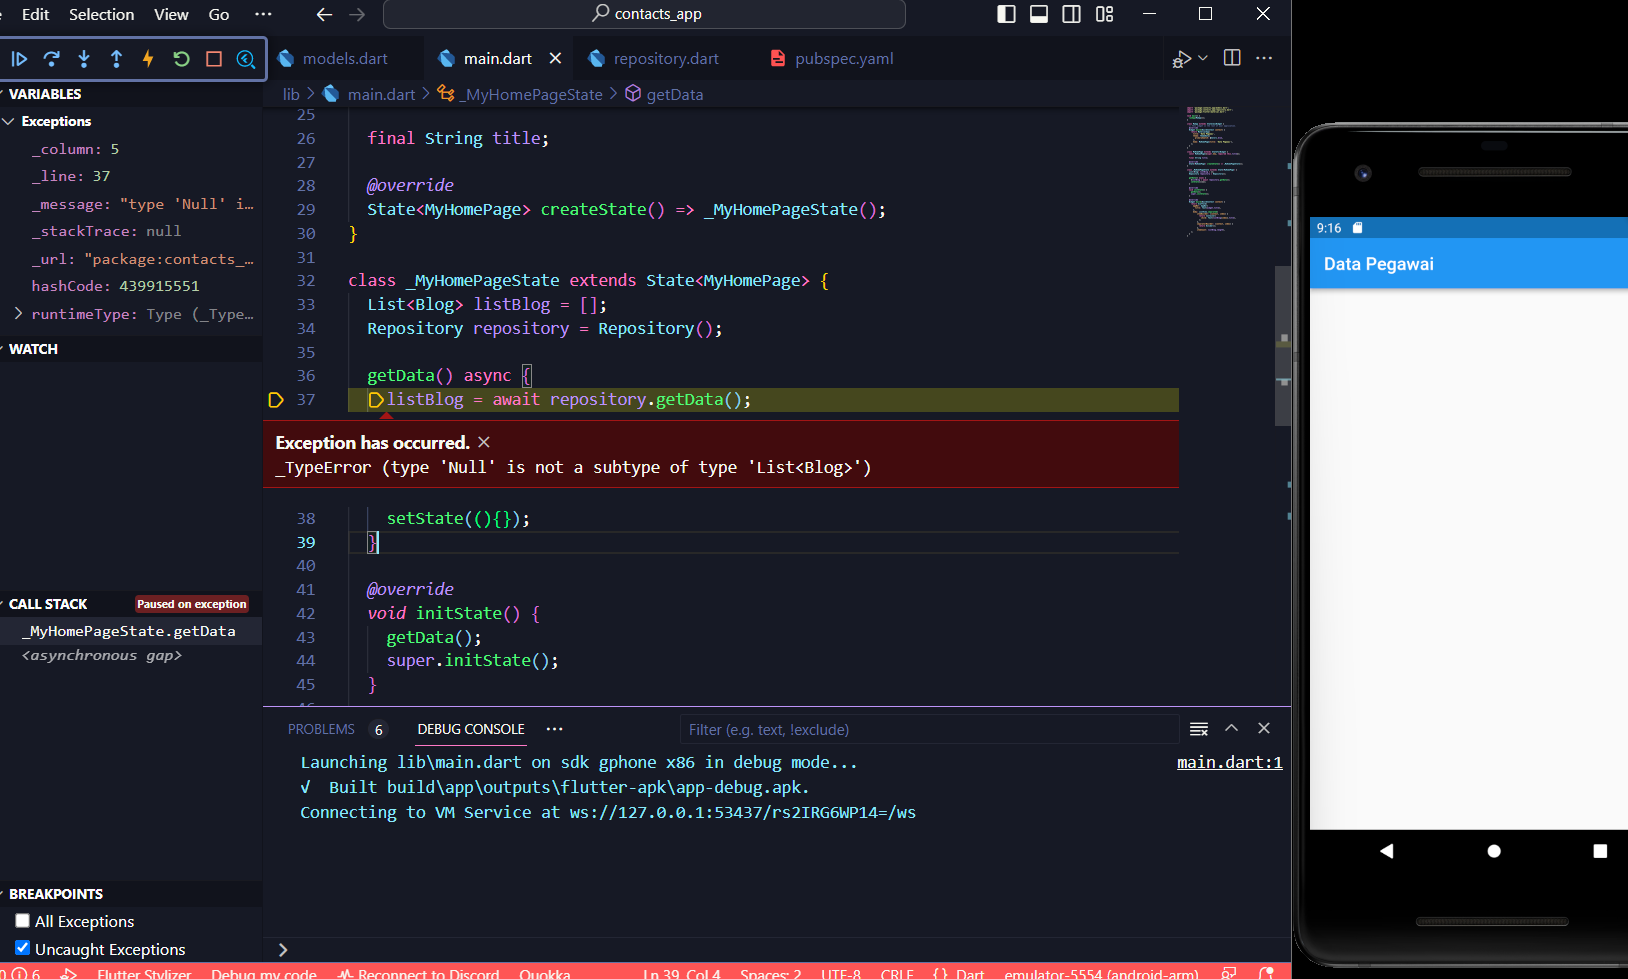 Edit Selection View Go ··· contacts_app
models.dart main.dart repository.dart pubspec.yaml
lib > main.dart > _MyHomePageState > getData
VARIABLES
Exceptions
_column: 5
_line: 37
_message: "type 'Null' i…
_stackTrace: null
_url: "package:contacts_…
hashCode: 439915551
runtimeType: Type (_Type…
WATCH
CALL STACK Paused on exception
_MyHomePageState.getData
<asynchronous gap>
BREAKPOINTS
All Exceptions
Uncaught Exceptions
25
26 final String title;
27
28 @override
29 State<MyHomePage> createState() => _MyHomePageState();
30 }
31
32 class _MyHomePageState extends State<MyHomePage> {
33 List<Blog> listBlog = [];
34 Repository repository = Repository();
35
36 getData() async {
37 listBlog = await repository.getData();
Exception has occurred.
_TypeError (type 'Null' is not a subtype of type 'List<Blog>')
38 setState((){});
39 }
40
41 @override
42 void initState() {
43 getData();
44 super.initState();
45 }
PROBLEMS 6 DEBUG CONSOLE ··· Filter (e.g. text, !exclude)
Launching lib\main.dart on sdk gphone x86 in debug mode... main.dart:1
√ Built build\app\outputs\flutter-apk\app-debug.apk.
Connecting to VM Service at ws://127.0.0.1:53437/rs2IRG6WP14=/ws
0 6 Flutter Stylizer Debug my code Reconnect to Discord Quokka Ln 39, Col 4 Spaces: 2 UTF-8 CRLF {} Dart emulator-5554 (android-arm)
9:16
Data Pegawai